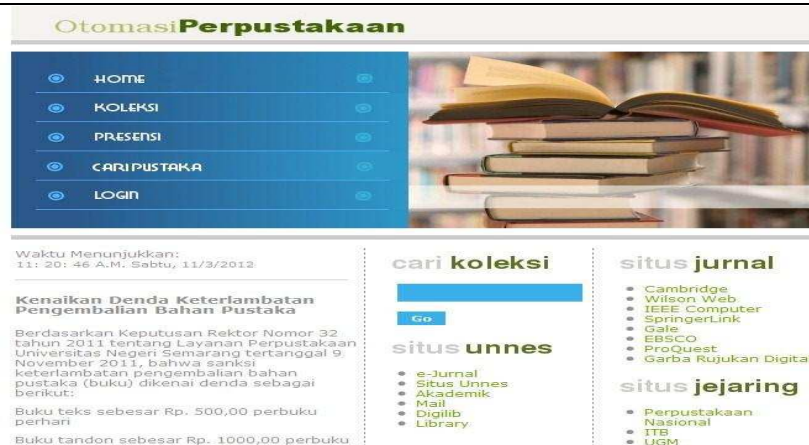 OtomasiPerpustakaan
HOME
KOLEKSI
PRESENSI
CARI PUSTAKA
LOGIN
Waktu Menunjukkan:
11: 20: 46 A.M. Sabtu, 11/3/2012
Kenaikan Denda Keterlambatan
Pengembalian Bahan Pustaka
Berdasarkan Keputusan Rektor Nomor 32
tahun 2011 tentang Layanan Perpustakaan
Universitas Negeri Semarang tertanggal 9
November 2011, bahwa sanksi
keterlambatan pengembalian bahan
pustaka (buku) dikenai denda sebagai
berikut:
Buku teks sebesar Rp. 500,00 perbuku
perhari
Buku tandon sebesar Rp. 1000,00 perbuku
cari koleksi
Go
situs unnes
e-Jurnal
Situs Unnes
Akademik
Mail
Digilib
Library
situs jurnal
Cambridge
Wilson Web
IEEE Computer
SpringerLink
Gale
EBSCO
ProQuest
Garba Rujukan Digita
situs jejaring
Perpustakaan
Nasional
ITB
UGM